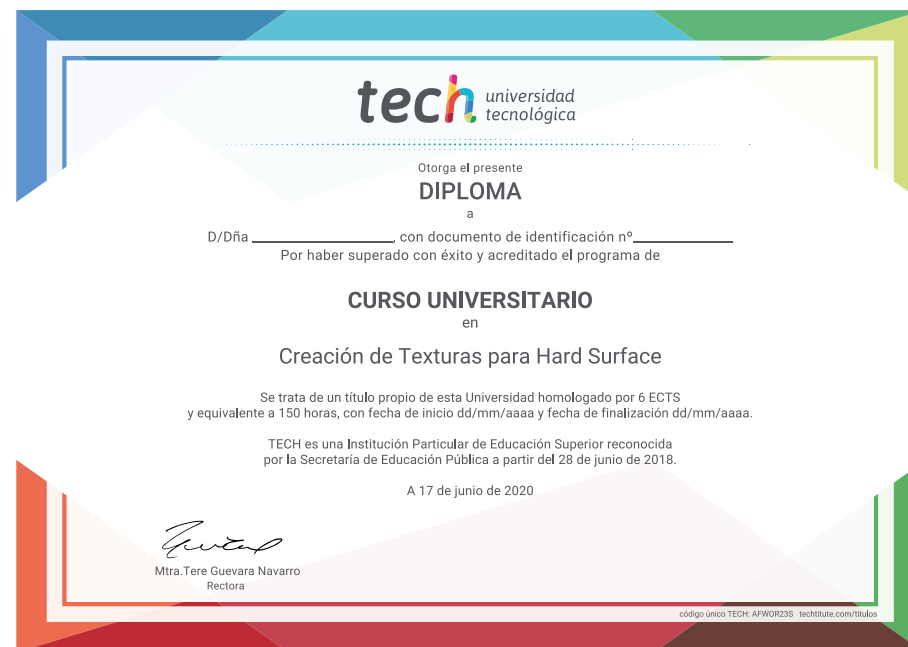 tech universidad
tecnológica
Otorga el presente
DIPLOMA
a
D/Dña ____________________, con documento de identificación nº______________
Por haber superado con éxito y acreditado el programa de
CURSO UNIVERSITARIO
en
Creación de Texturas para Hard Surface
Se trata de un título propio de esta Universidad homologado por 6 ECTS
y equivalente a 150 horas, con fecha de inicio dd/mm/aaaa y fecha de finalización dd/mm/aaaa.
TECH es una Institución Particular de Educación Superior reconocida
por la Secretaría de Educación Pública a partir del 28 de junio de 2018.
A 17 de junio de 2020
Mtra.Tere Guevara Navarro
Rectora
código único TECH: AFWOR23S techtitute.com/titulos